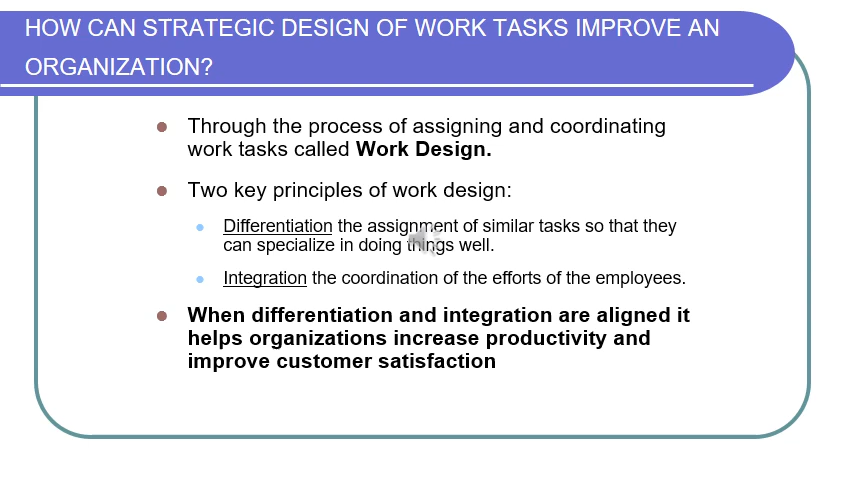 HOW CAN STRATEGIC DESIGN OF WORK TASKS IMPROVE AN
ORGANIZATION?
Through the process of assigning and coordinating
work tasks called Work Design.
Two key principles of work design:
Differentiation the assignment of similar tasks so that they
can specialize in doing things well.
Integration the coordination of the efforts of the employees.
When differentiation and integration are aligned it
helps organizations increase productivity and
improve customer satisfaction